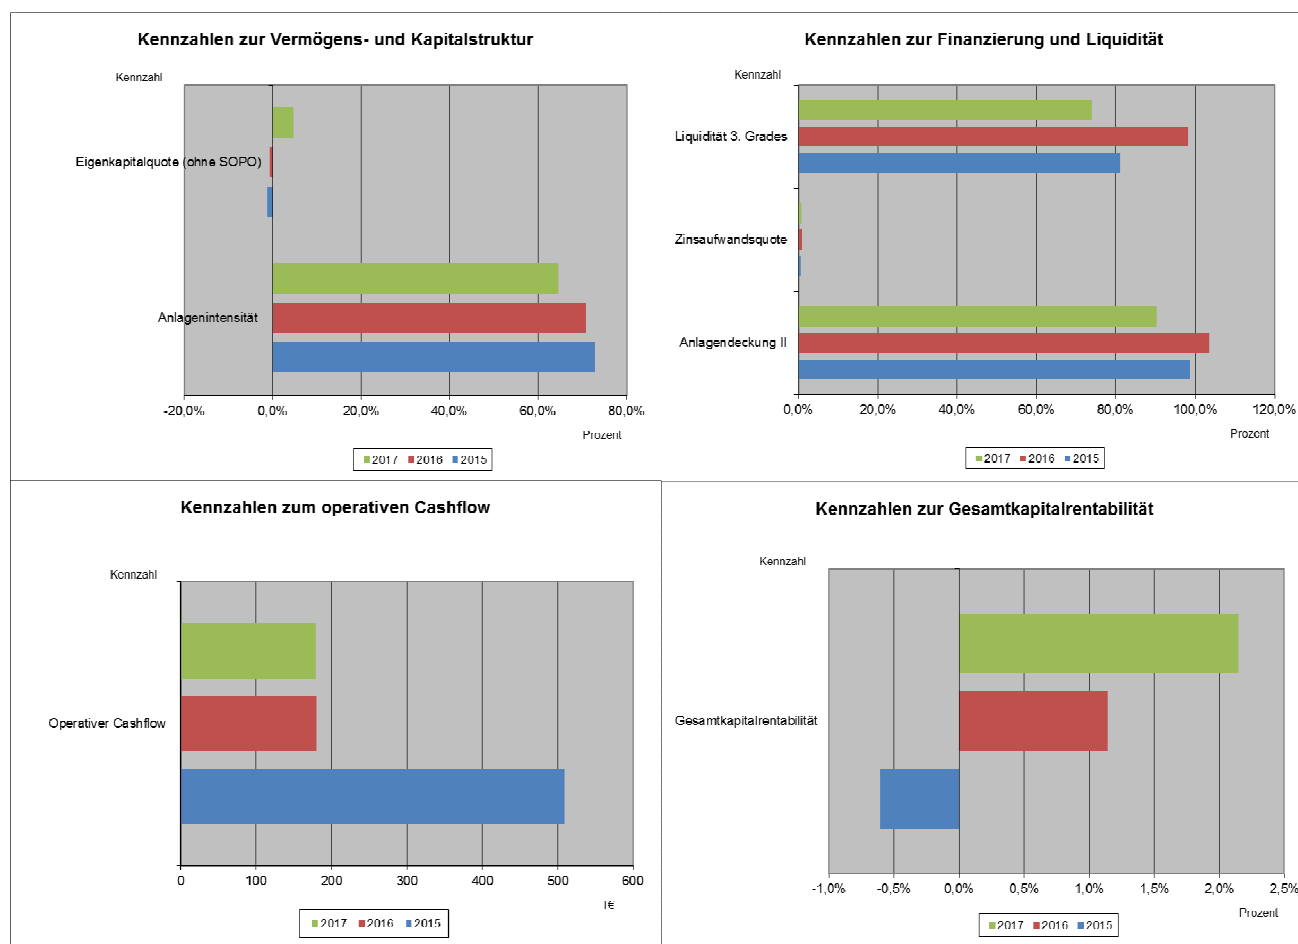 Kennzahlen zur Vermögens- und Kapitalstruktur
Kennzahl
Eigenkapitalquote (ohne SOPO)
Anlagenintensität
-20,0% 0,0% 20,0% 40,0% 60,0% 80,0%
Prozent
2017 2016 2015
Kennzahlen zur Finanzierung und Liquidität
Kennzahl
Liquidität 3. Grades
Zinsaufwandsquote
Anlagendeckung II
0,0% 20,0% 40,0% 60,0% 80,0% 100,0% 120,0%
Prozent
2017 2016 2015
Kennzahlen zum operativen Cashflow
Kennzahl
Operativer Cashflow
0 100 200 300 400 500 600
T€
2017 2016 2015
Kennzahlen zur Gesamtkapitalrentabilität
Kennzahl
Gesamtkapitalrentabilität
-1,0% -0,5% 0,0% 0,5% 1,0% 1,5% 2,0% 2,5%
Prozent
2017 2016 2015